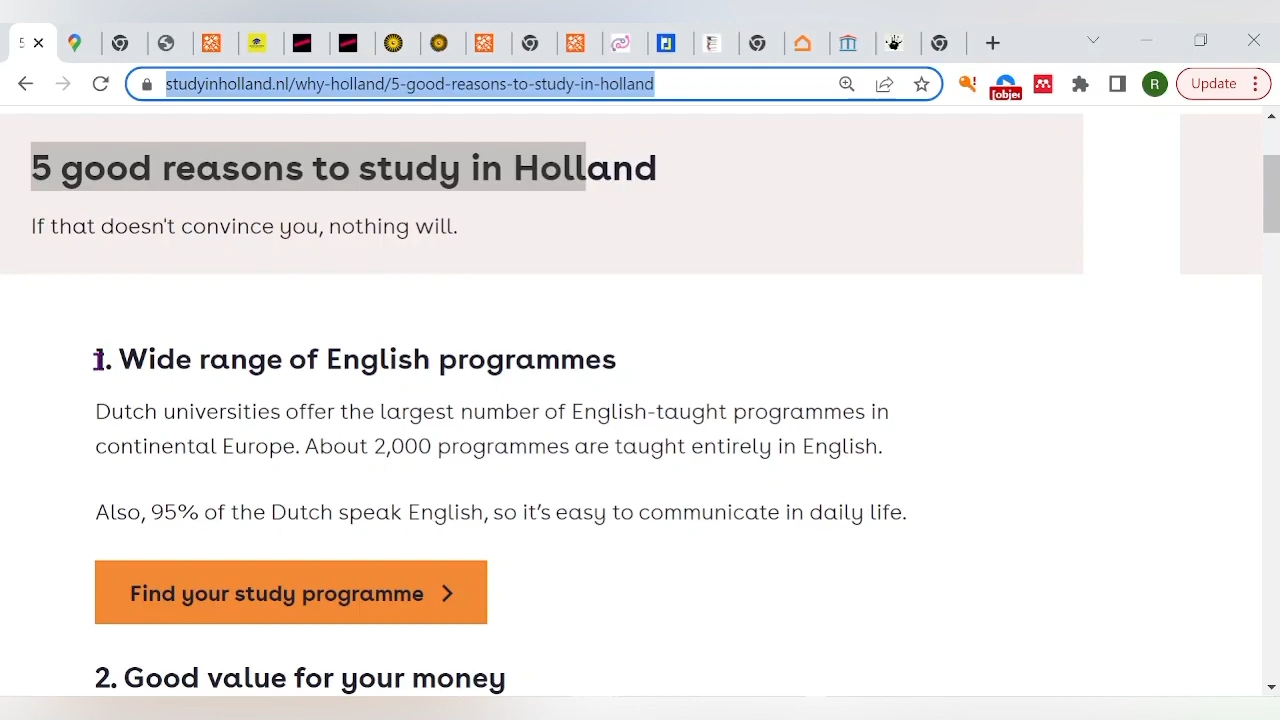 5
studyinholland.nl/why-holland/5-good-reasons-to-study-in-holland
[objec
R
Update
5 good reasons to study in Holland
If that doesn't convince you, nothing will.
1. Wide range of English programmes
Dutch universities offer the largest number of English-taught programmes in
continental Europe. About 2,000 programmes are taught entirely in English.
Also, 95% of the Dutch speak English, so it’s easy to communicate in daily life.
Find your study programme
2. Good value for your money